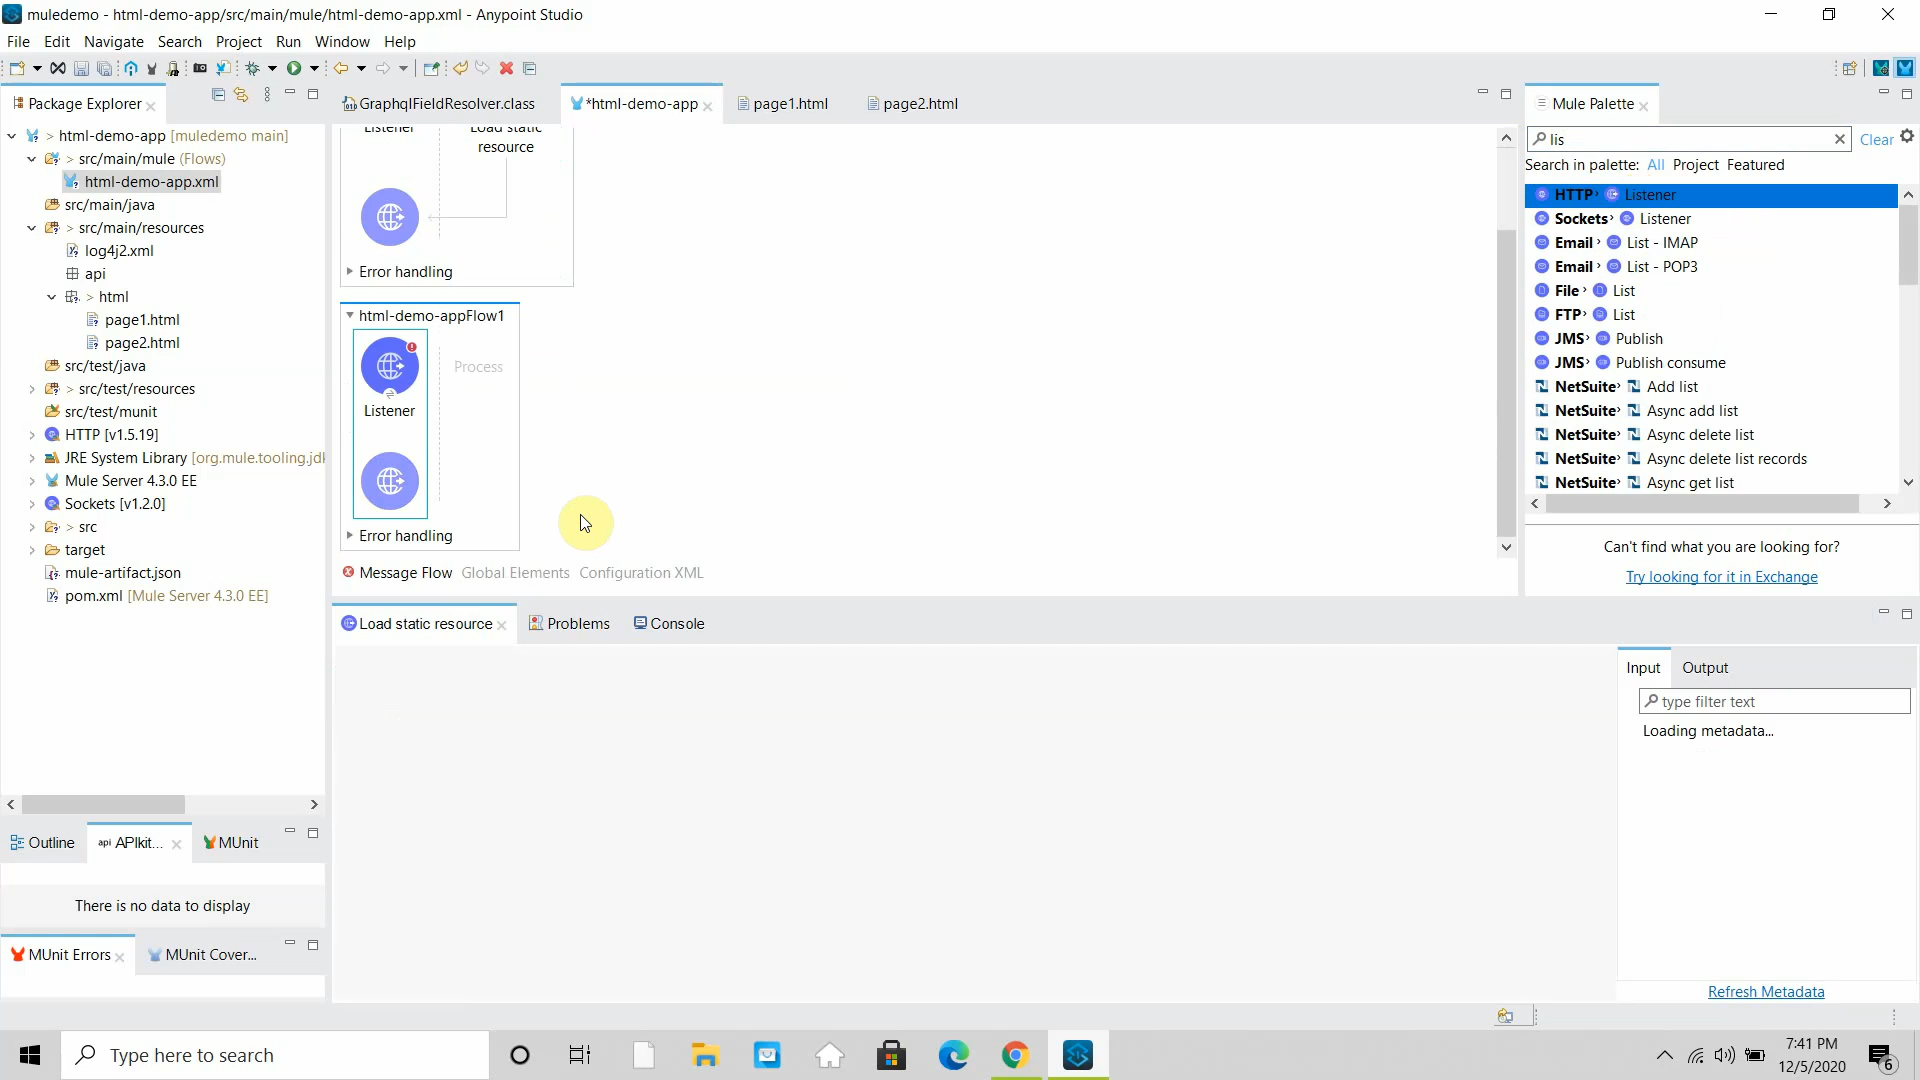 muledemo - html-demo-app/src/main/mule/html-demo-app.xml - Anypoint Studio
File Edit Navigate Search Project Run Window Help
Package Explorer
GraphqlFieldResolver.class
*html-demo-app
page1.html
page2.html
Mule Palette
html-demo-app [muledemo main]
src/main/mule (Flows)
html-demo-app.xml
src/main/java
src/main/resources
log4j2.xml
api
html
page1.html
page2.html
src/test/java
src/test/resources
src/test/munit
HTTP [v1.5.19]
JRE System Library [org.mule.tooling.jdk
Mule Server 4.3.0 EE
Sockets [v1.2.0]
src
target
mule-artifact.json
pom.xml [Mule Server 4.3.0 EE]
Listener
Load static
resource
Error handling
html-demo-appFlow1
Process
Listener
Error handling
Message Flow Global Elements Configuration XML
lis
Clear
Search in palette: All Project Featured
HTTP Listener
Sockets Listener
Email List - IMAP
Email List - POP3
File List
FTP List
JMS Publish
JMS Publish consume
NetSuite Add list
NetSuite Async add list
NetSuite Async delete list
NetSuite Async delete list records
NetSuite Async get list
Can't find what you are looking for?
Try looking for it in Exchange
Load static resource
Problems
Console
Input Output
type filter text
Loading metadata...
Refresh Metadata
Outline
api APIkit...
MUnit
There is no data to display
MUnit Errors
MUnit Cover...
Type here to search
7:41 PM
12/5/2020
6